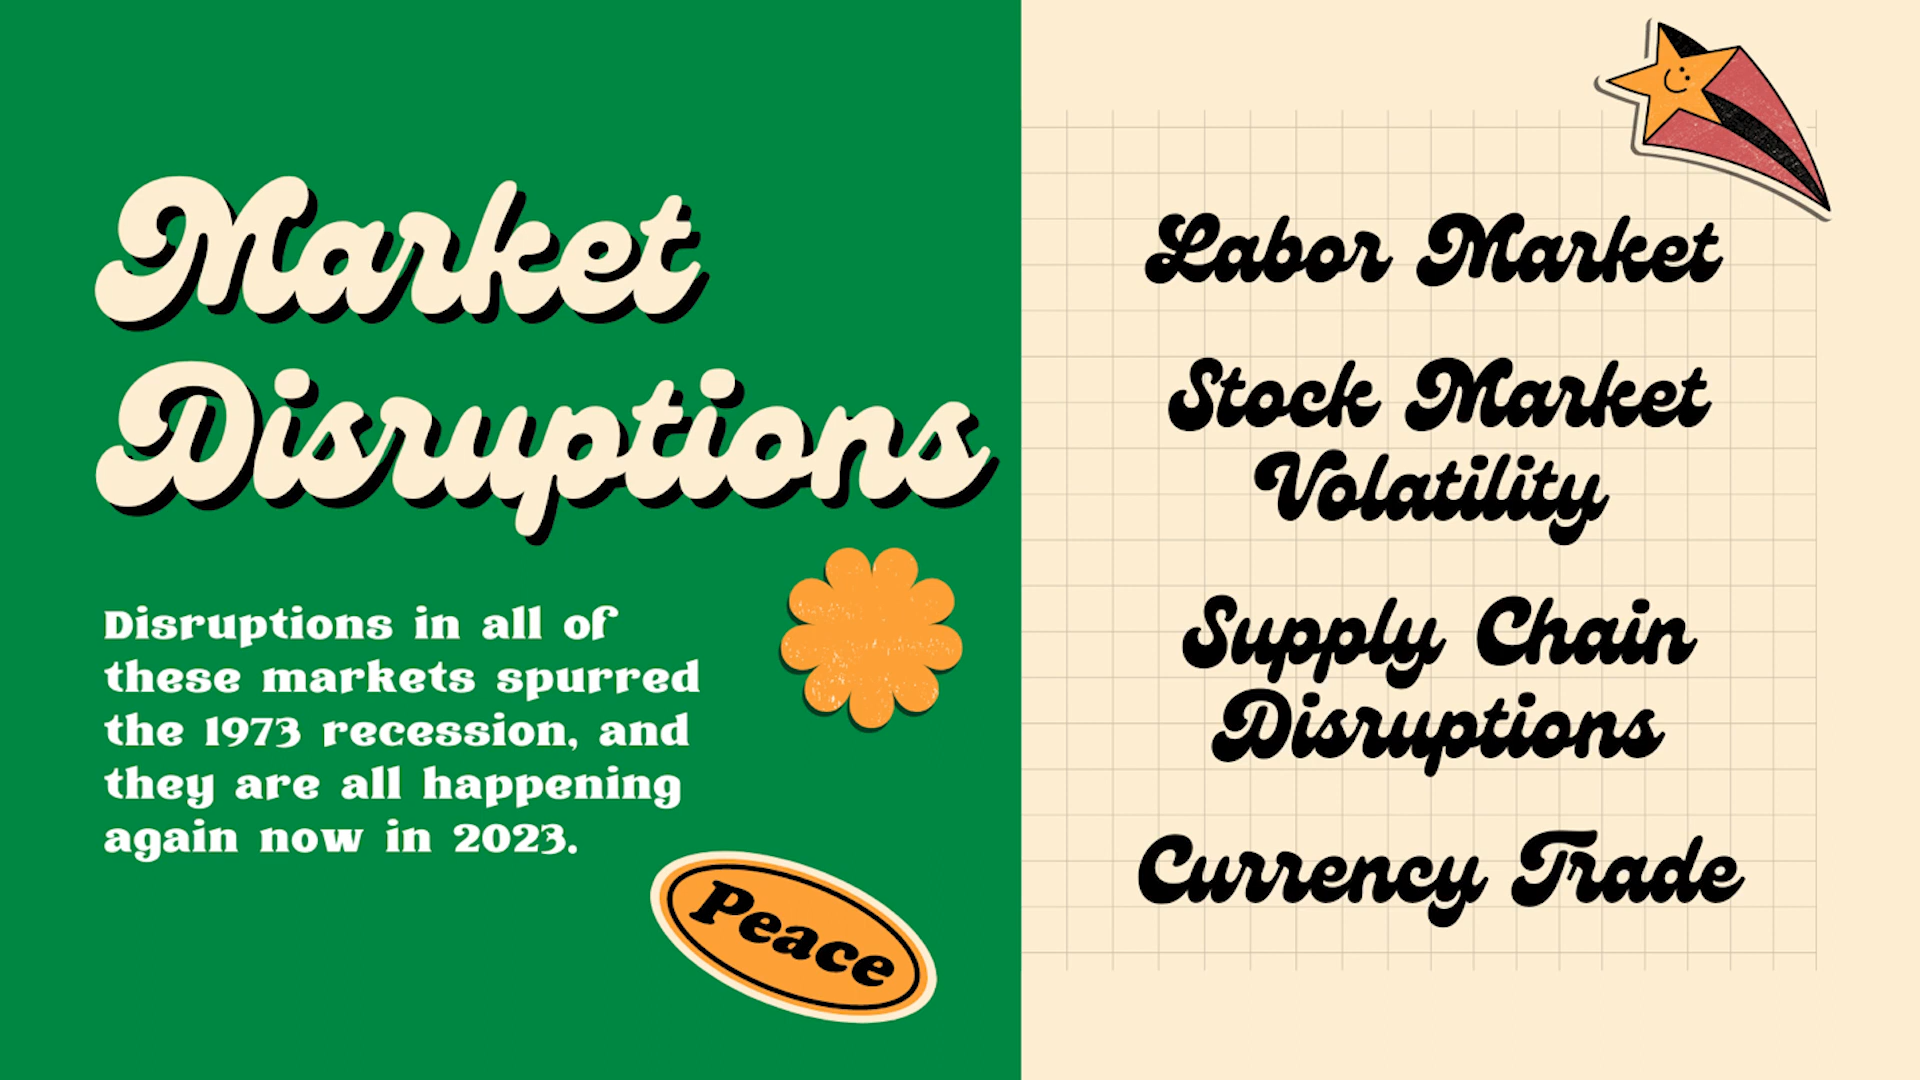 Market
Disruptions
Disruptions in all of
these markets spurred
the 1973 recession, and
they are all happening
again now in 2023.
Peace
Labor Market
Stock Market
Volatility
Supply Chain
Disruptions
Currency Trade